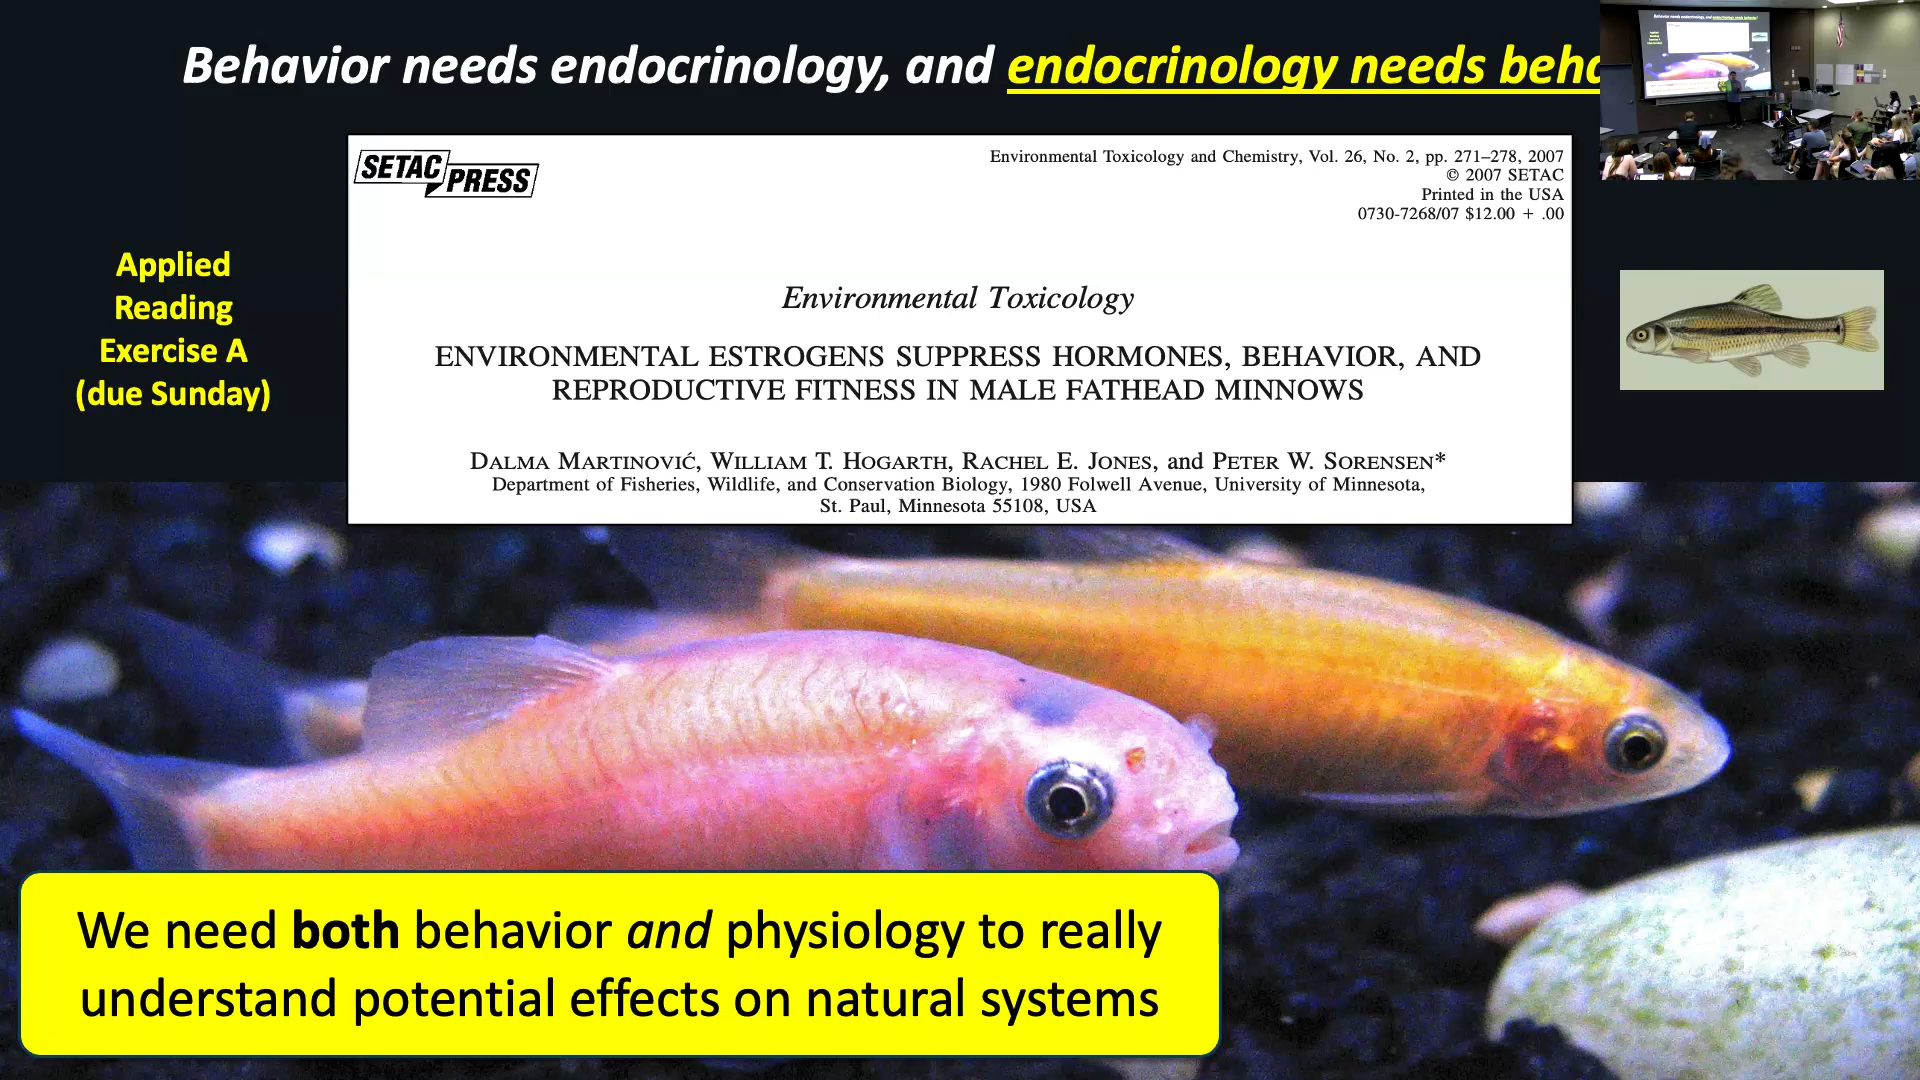 Behavior needs endocrinology, and endocrinology needs beha
SETAC PRESS
Environmental Toxicology and Chemistry, Vol. 26, No. 2, pp. 271–278, 2007
© 2007 SETAC
Printed in the USA
0730-7268/07 $12.00 + .00
Applied
Reading
Exercise A
(due Sunday)
Environmental Toxicology
ENVIRONMENTAL ESTROGENS SUPPRESS HORMONES, BEHAVIOR, AND
REPRODUCTIVE FITNESS IN MALE FATHEAD MINNOWS
DALMA MARTINOVIĆ, WILLIAM T. HOGARTH, RACHEL E. JONES, and PETER W. SORENSEN*
Department of Fisheries, Wildlife, and Conservation Biology, 1980 Folwell Avenue, University of Minnesota,
St. Paul, Minnesota 55108, USA
We need both behavior and physiology to really
understand potential effects on natural systems